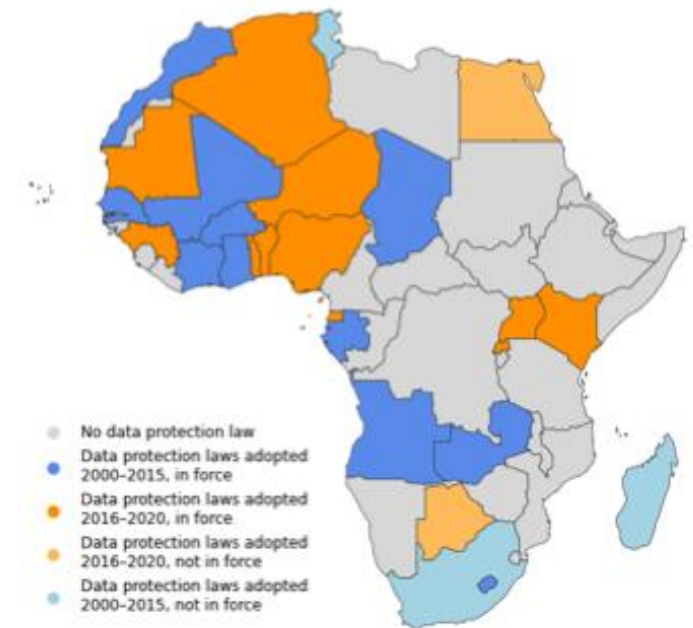 No data protection law
Data protection laws adopted
2000–2015, in force
Data protection laws adopted
2016–2020, in force
Data protection laws adopted
2016–2020, not in force
Data protection laws adopted
2000–2015, not in force